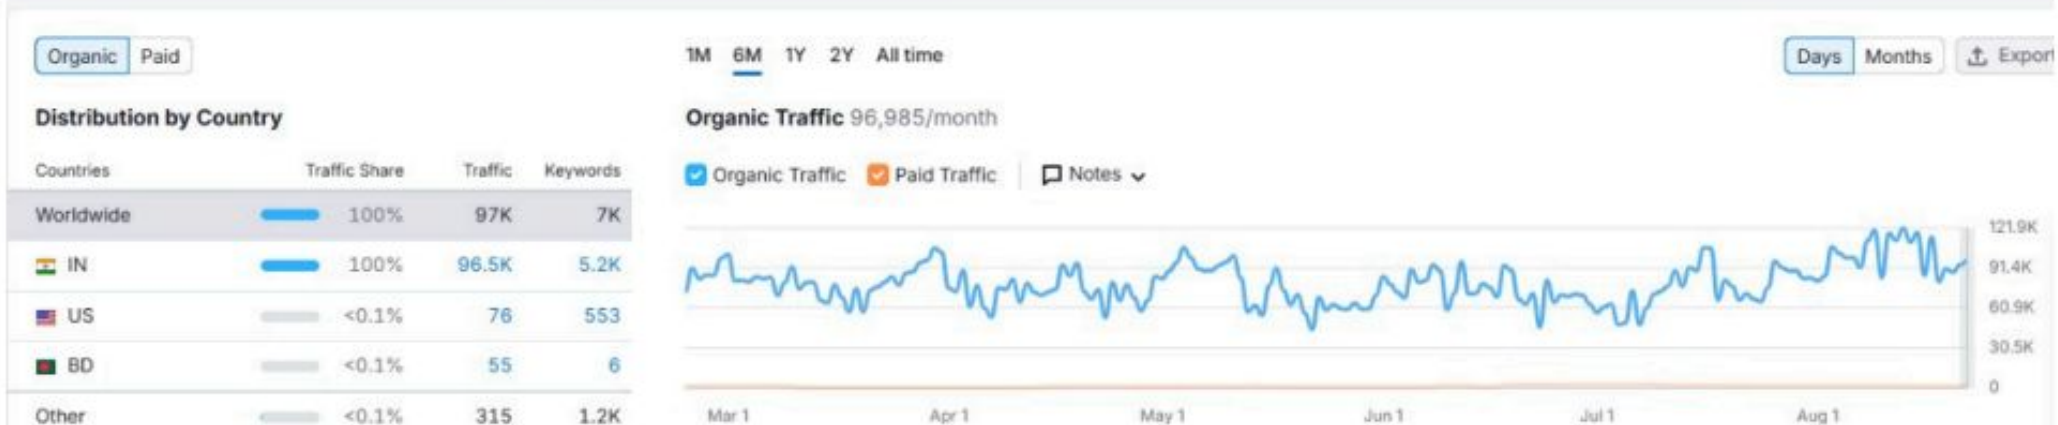 Organic Paid
1M 6M 1Y 2Y All time
Days Months Export
Distribution by Country
Organic Traffic 96,985/month
Countries Traffic Share Traffic Keywords
Organic Traffic Paid Traffic Notes
Worldwide 100% 97K 7K
IN 100% 96.5K 5.2K
US <0.1% 76 553
BD <0.1% 55 6
Other <0.1% 315 1.2K
121.9K
91.4K
60.9K
30.5K
0
Mar 1 Apr 1 May 1 Jun 1 Jul 1 Aug 1